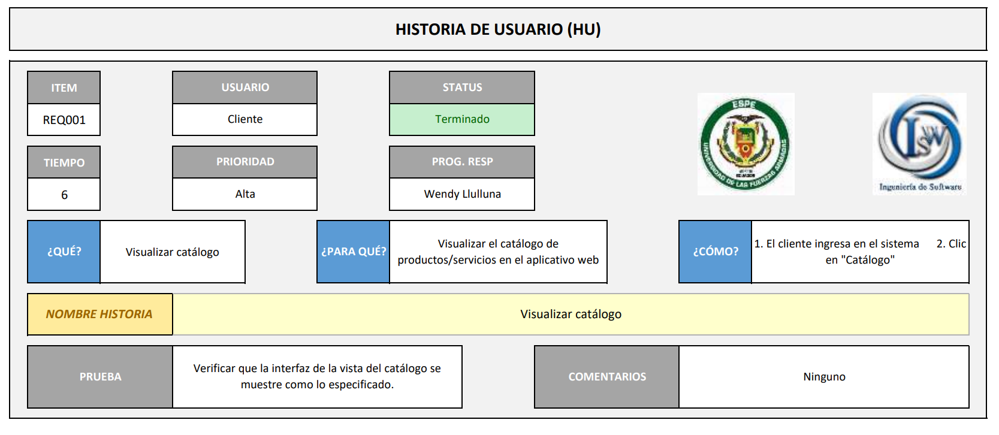 HISTORIA DE USUARIO (HU)
ITEM
USUARIO
STATUS
REQ001
Cliente
Terminado
TIEMPO
PRIORIDAD
PROG. RESP
6
Alta
Wendy Llulluna
ESPE
UNIVERSIDAD DE LAS FUERZAS ARMADAS
ECUADOR
ISW
Ingeniería de Software
¿QUÉ?
Visualizar catálogo
¿PARA QUÉ?
Visualizar el catálogo de
productos/servicios en el aplicativo web
¿CÓMO?
1. El cliente ingresa en el sistema 2. Clic
en "Catálogo"
NOMBRE HISTORIA
Visualizar catálogo
PRUEBA
Verificar que la interfaz de la vista del catálogo se
muestre como lo especificado.
COMENTARIOS
Ninguno